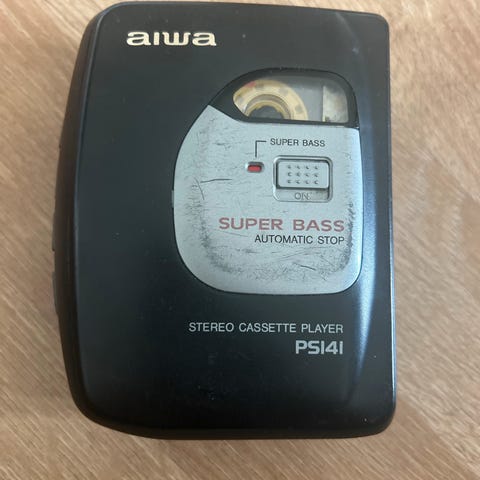 aiwa
SUPER BASS
ON
SUPER BASS
AUTOMATIC STOP
STEREO CASSETTE PLAYER
PS141